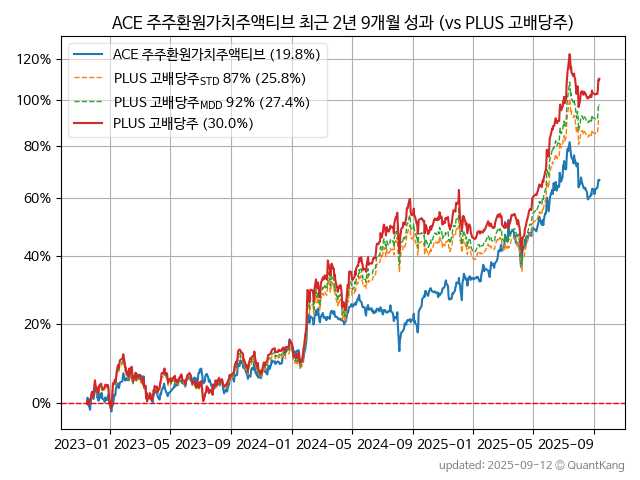 ACE 주주환원가치주액티브 최근 2년 9개월 성과 (vs PLUS 고배당주)
ACE 주주환원가치주액티브 (19.8%)
PLUS 고배당주STD 87% (25.8%)
PLUS 고배당주MDD 92% (27.4%)
PLUS 고배당주 (30.0%)
120%
100%
80%
60%
40%
20%
0%
2023-01 2023-05 2023-09 2024-01 2024-05 2024-09 2025-01 2025-05 2025-09
updated: 2025-09-12 © QuantKang